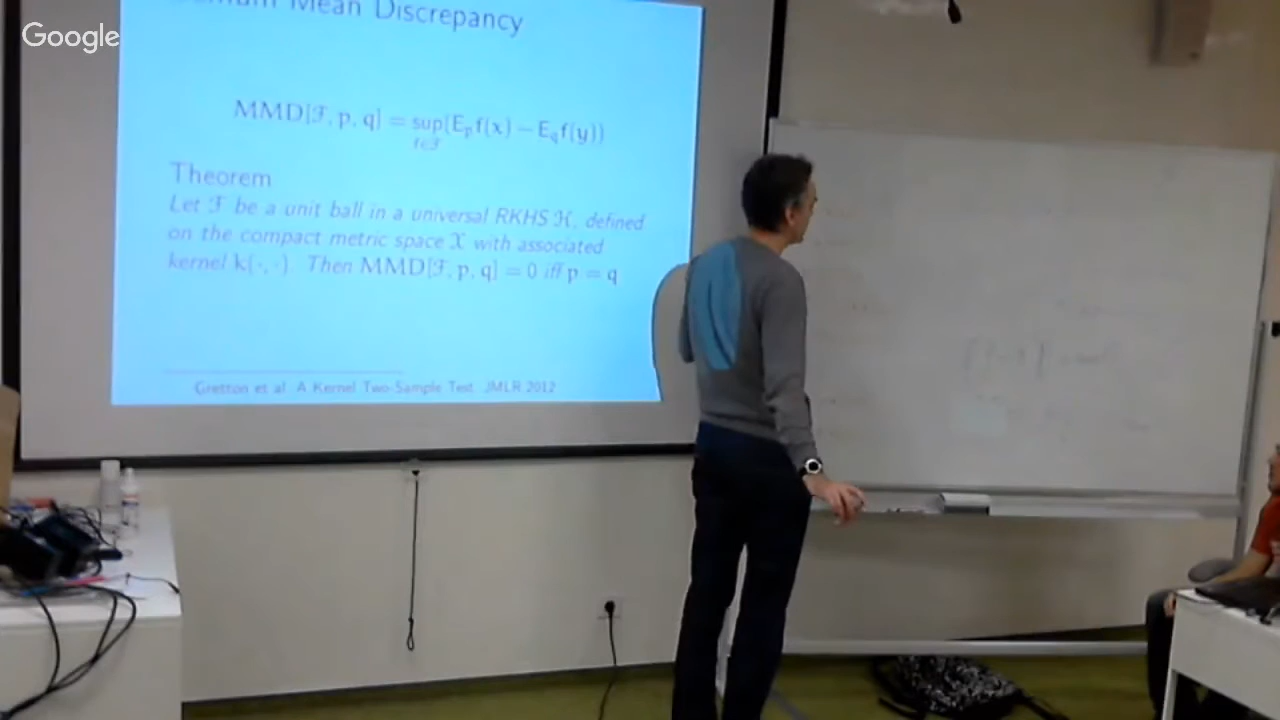 Google
Mean Discrepancy
MMD[ℱ, p, q] = sup(E_p f(x) − E_q f(y))
f∈ℱ
Theorem
Let ℱ be a unit ball in a universal RKHS ℋ, defined
on the compact metric space 𝒳 with associated
kernel k(·, ·). Then MMD[ℱ, p, q] = 0 iff p = q
Gretton et al. A Kernel Two-Sample Test. JMLR 2012